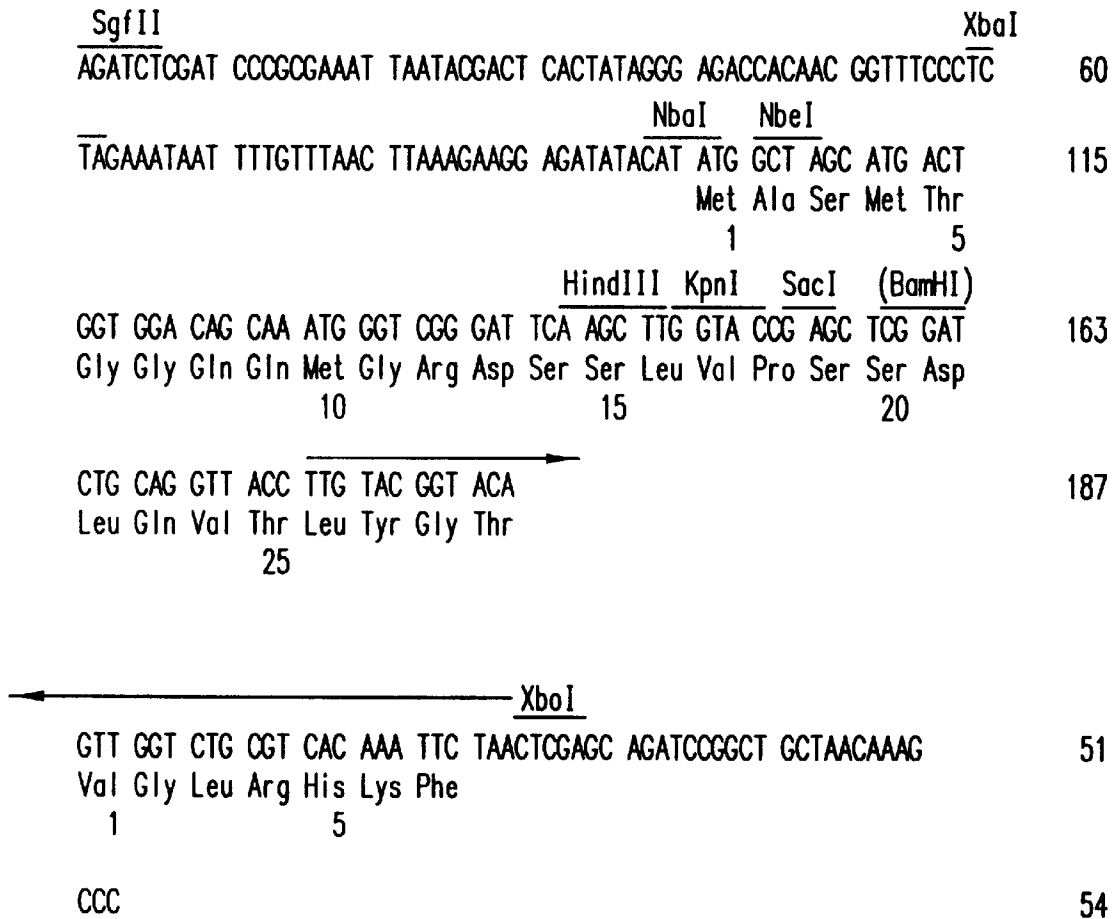 SgfII XbaI
AGATCTCGAT CCCGCGAAAT TAATACGACT CACTATAGGG AGACCACAAC GGTTTCCCTC 60
NbaI NbeI
TAGAAATAAT TTTGTTTAAC TTAAAGAAGG AGATATACAT ATG GCT AGC ATG ACT 115
Met Ala Ser Met Thr
1 5
HindIII KpnI SacI (BamHI)
GGT GGA CAG CAA ATG GGT CGG GAT TCA AGC TTG GTA CCG AGC TCG GAT 163
Gly Gly Gln Gln Met Gly Arg Asp Ser Ser Leu Val Pro Ser Ser Asp
10 15 20
CTG CAG GTT ACC TTG TAC GGT ACA 187
Leu Gln Val Thr Leu Tyr Gly Thr
25
XboI
GTT GGT CTG CGT CAC AAA TTC TAACTCGAGC AGATCCGGCT GCTAACAAAG 51
Val Gly Leu Arg His Lys Phe
1 5
CCC 54